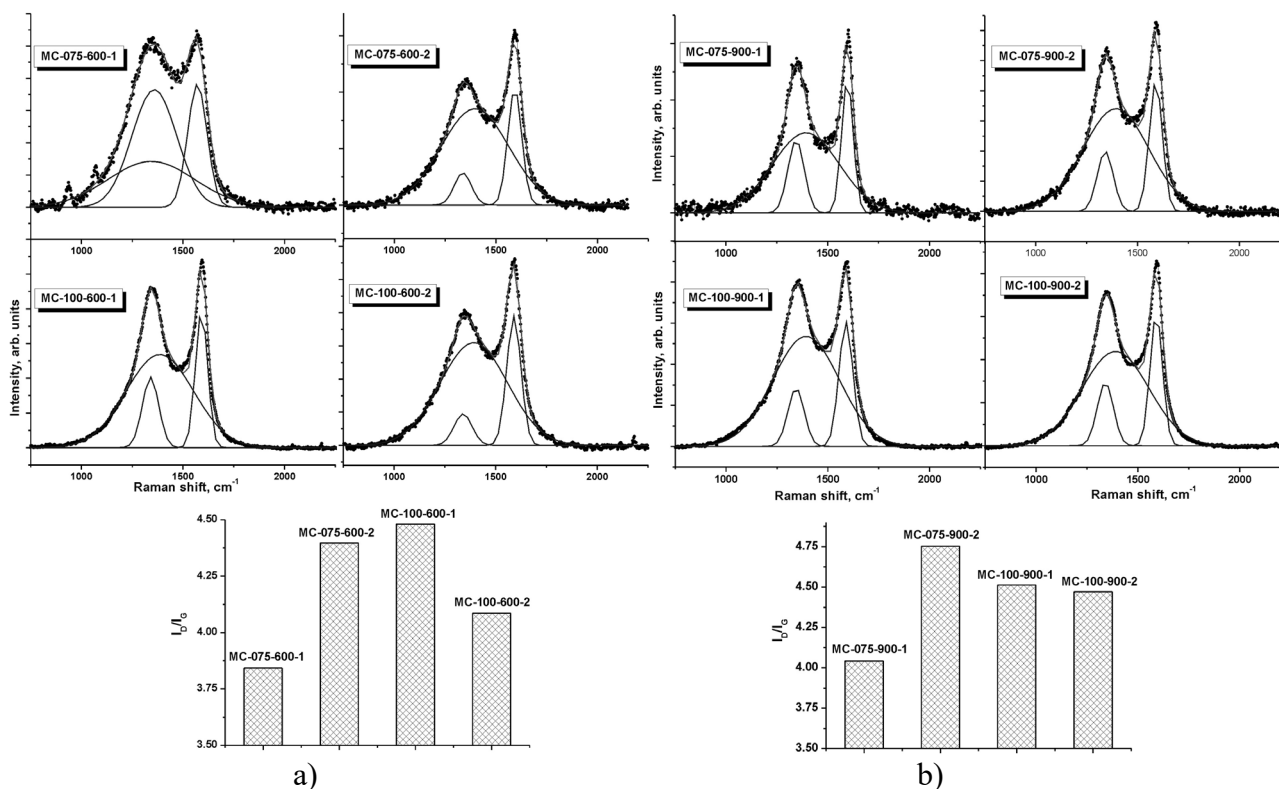 MC-075-600-1
MC-075-600-2
1000 1500 2000
1000 1500 2000
MC-100-600-1
MC-100-600-2
Intensity, arb. units
1000 1500 2000
1000 1500 2000
Raman shift, cm-1
4.50
4.25
4.00
3.75
3.50
ID/IG
MC-075-600-1
MC-075-600-2
MC-100-600-1
MC-100-600-2
a)
MC-075-900-1
MC-075-900-2
Intensity, arb. units
1000 1500 2000
1000 1500 2000
MC-100-900-1
MC-100-900-2
Intensity, arb. units
1000 1500 2000
1000 1500 2000
Raman shift, cm-1
Raman shift, cm-1
4.75
4.50
4.25
4.00
3.75
3.50
ID/IG
MC-075-900-1
MC-075-900-2
MC-100-900-1
MC-100-900-2
b)